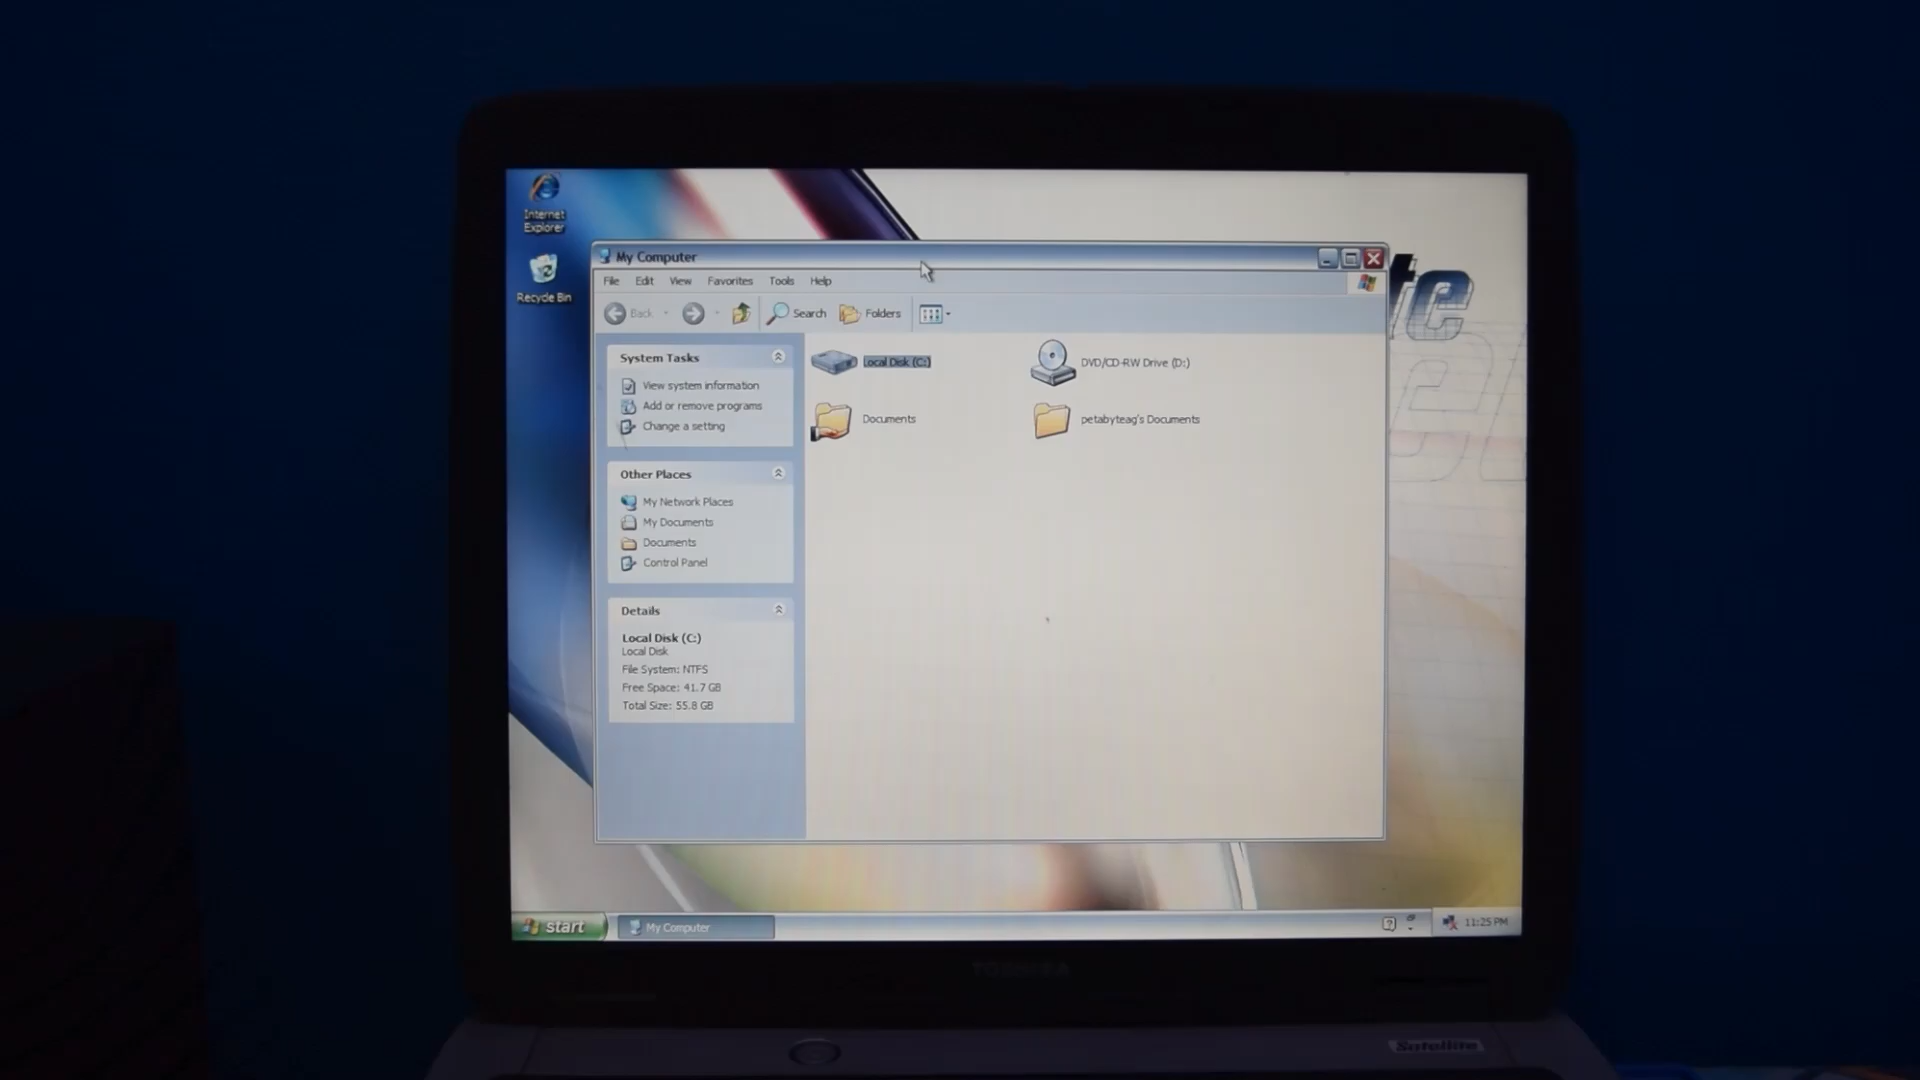 Internet
Explorer
Recycle Bin
My Computer
File Edit View Favorites Tools Help
Back Search Folders
System Tasks
View system information
Add or remove programs
Change a setting
Other Places
My Network Places
My Documents
Documents
Control Panel
Details
Local Disk (C:)
Local Disk
File System: NTFS
Free Space: 41.7 GB
Total Size: 55.8 GB
Local Disk (C:)
DVD/CD-RW Drive (D:)
Documents
petabyteag's Documents
te
start
My Computer
11:25 PM
TOSHIBA
Satellite